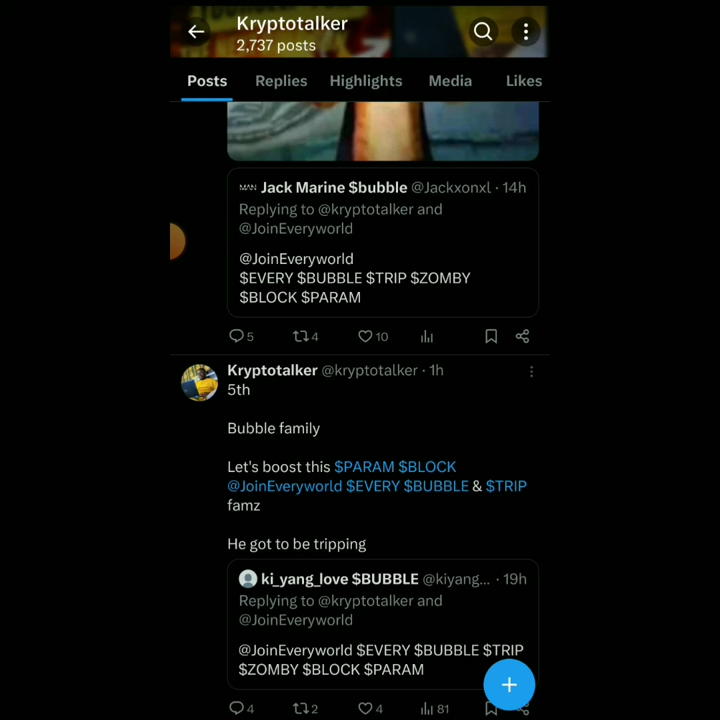 Kryptotalker
2,737 posts
Posts Replies Highlights Media Likes
Jack Marine $bubble @Jackxonxl · 14h
Replying to @kryptotalker and
@JoinEveryworld
@JoinEveryworld
$EVERY $BUBBLE $TRIP $ZOMBY
$BLOCK $PARAM
5 4 10
Kryptotalker @kryptotalker · 1h
5th
Bubble family
Let's boost this $PARAM $BLOCK
@JoinEveryworld $EVERY $BUBBLE & $TRIP
famz
He got to be tripping
ki_yang_love $BUBBLE @kiyang... · 19h
Replying to @kryptotalker and
@JoinEveryworld
@JoinEveryworld $EVERY $BUBBLE $TRIP
$ZOMBY $BLOCK $PARAM
4 2 4 81